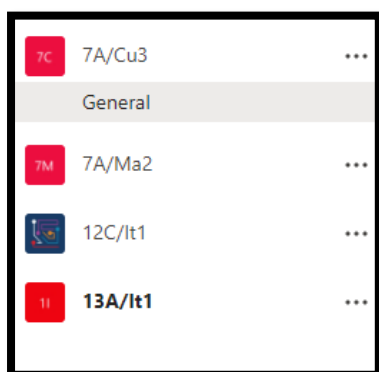 7C 7A/Cu3 ...
General
7M 7A/Ma2 ...
12C/It1 ...
1I 13A/It1 ...